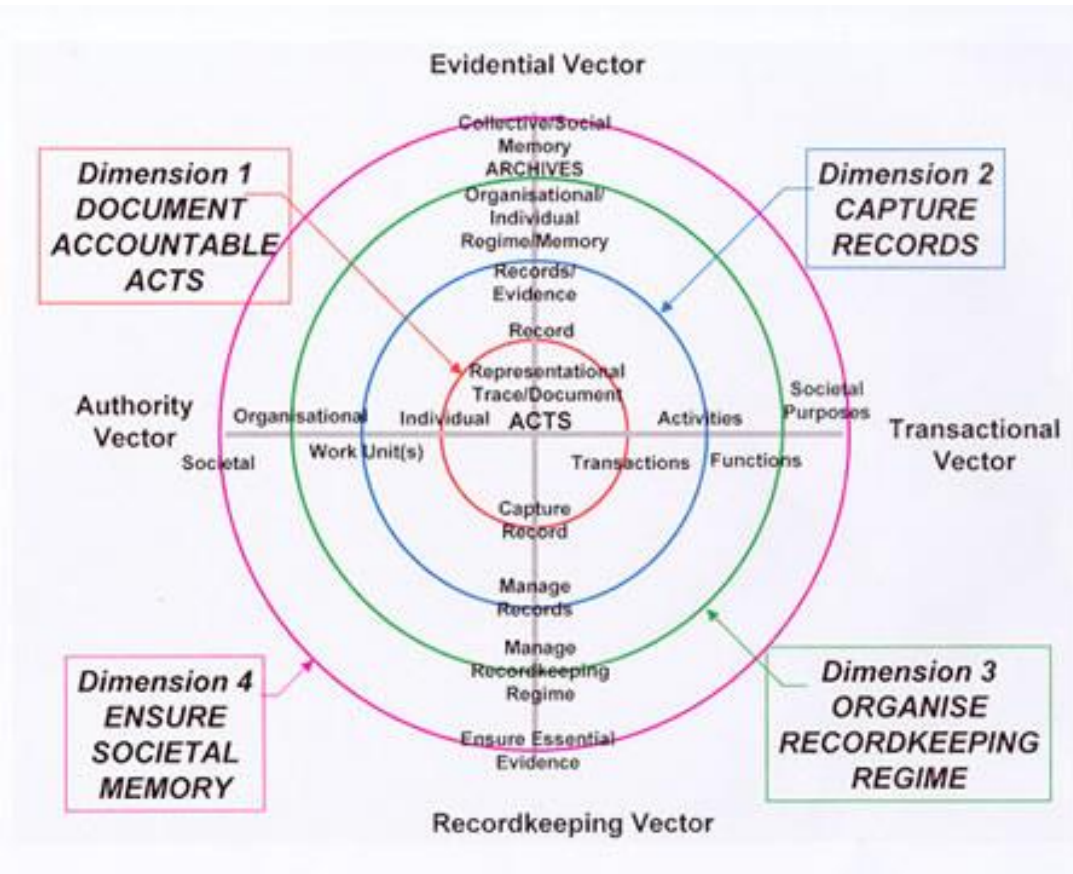 Evidential Vector
Collective/Social
Memory
ARCHIVES
Dimension 1
DOCUMENT
ACCOUNTABLE
ACTS
Dimension 2
CAPTURE
RECORDS
Organisational/
Individual
Regime/Memory
Records/
Evidence
Record
Representational
Trace/Document
ACTS
Authority
Vector
Organisational
Individual
Societal
Work Unit(s)
Activities
Societal
Purposes
Transactions
Functions
Transactional
Vector
Capture
Record
Manage
Records
Manage
Recordkeeping
Regime
Ensure Essential
Evidence
Dimension 4
ENSURE
SOCIETAL
MEMORY
Dimension 3
ORGANISE
RECORDKEEPING
REGIME
Recordkeeping Vector